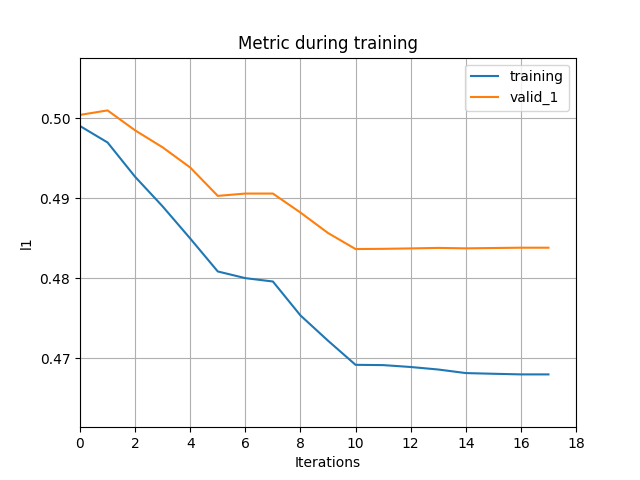 Metric during training
training
valid_1
0.50
0.49
0.48
0.47
l1
0 2 4 6 8 10 12 14 16 18
Iterations